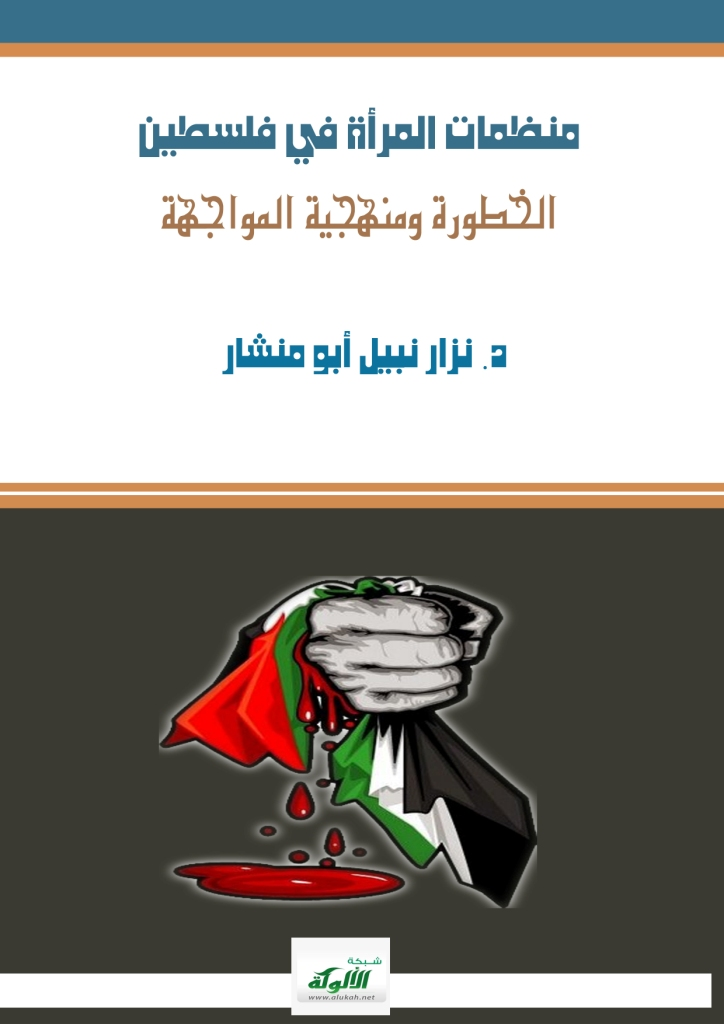 منظمات المرأة في فلسطين
الخطورة ومنهجية المواجهة
د. نزار نبيل أبو منشار
شبكة
الألوكة
www.alukah.net